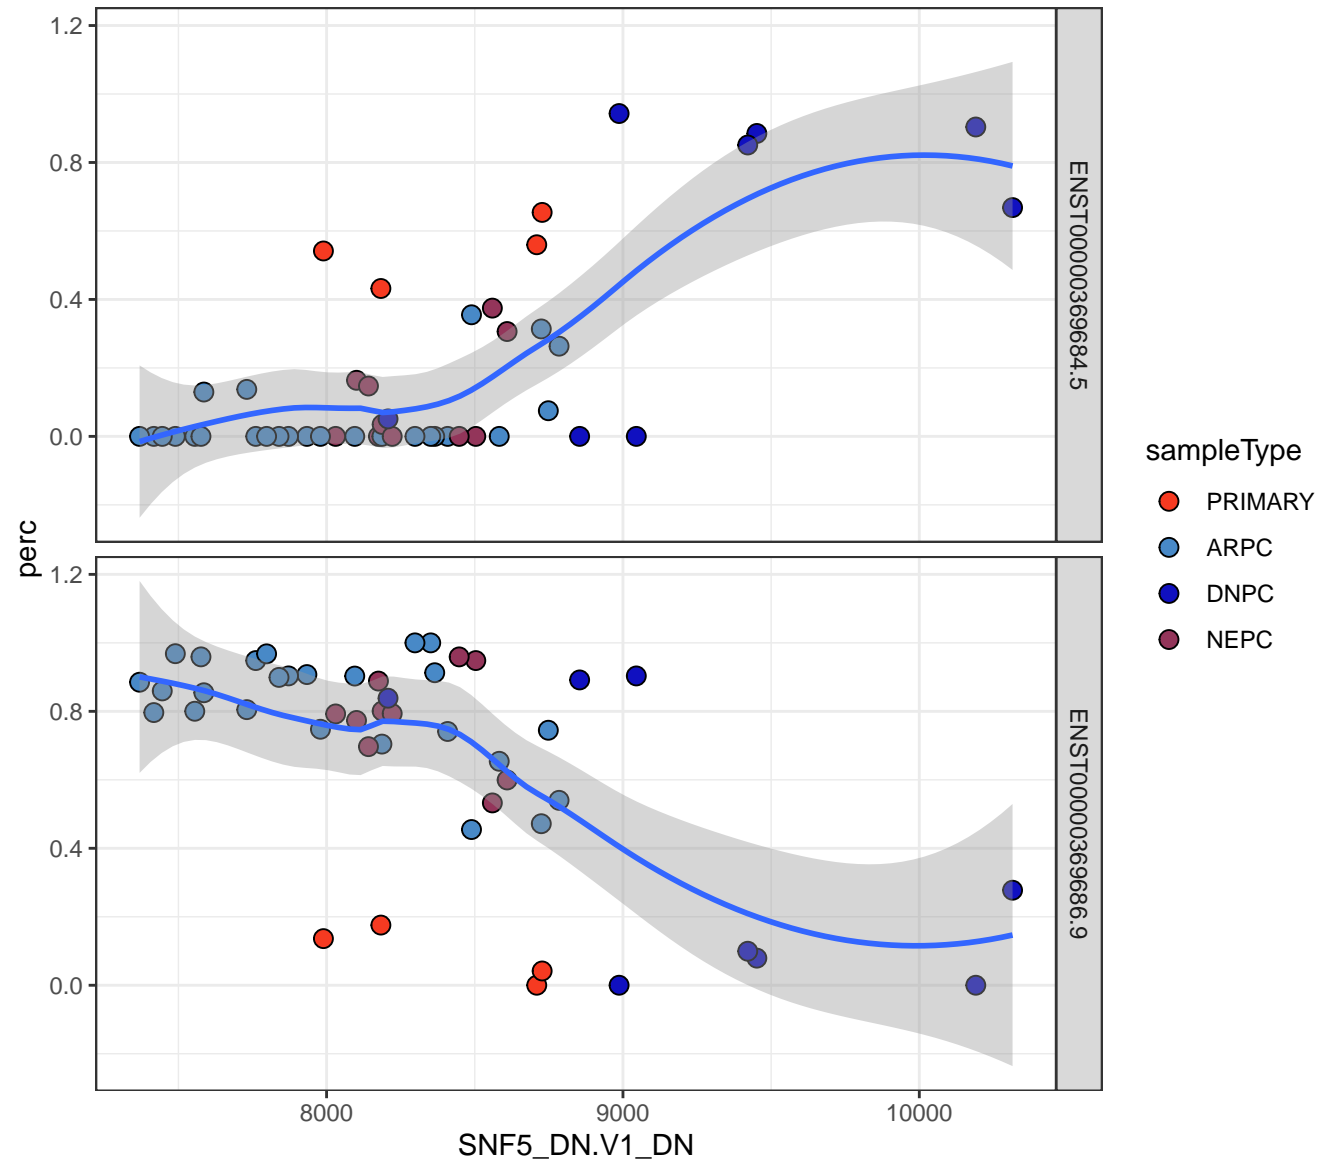 1.2
0.8
0.4
0.0
ENST00000369684.5
1.2
0.8
0.4
0.0
ENST00000369686.9
perc
8000
9000
10000
SNF5_DN.V1_DN
sampleType
PRIMARY
ARPC
DNPC
NEPC